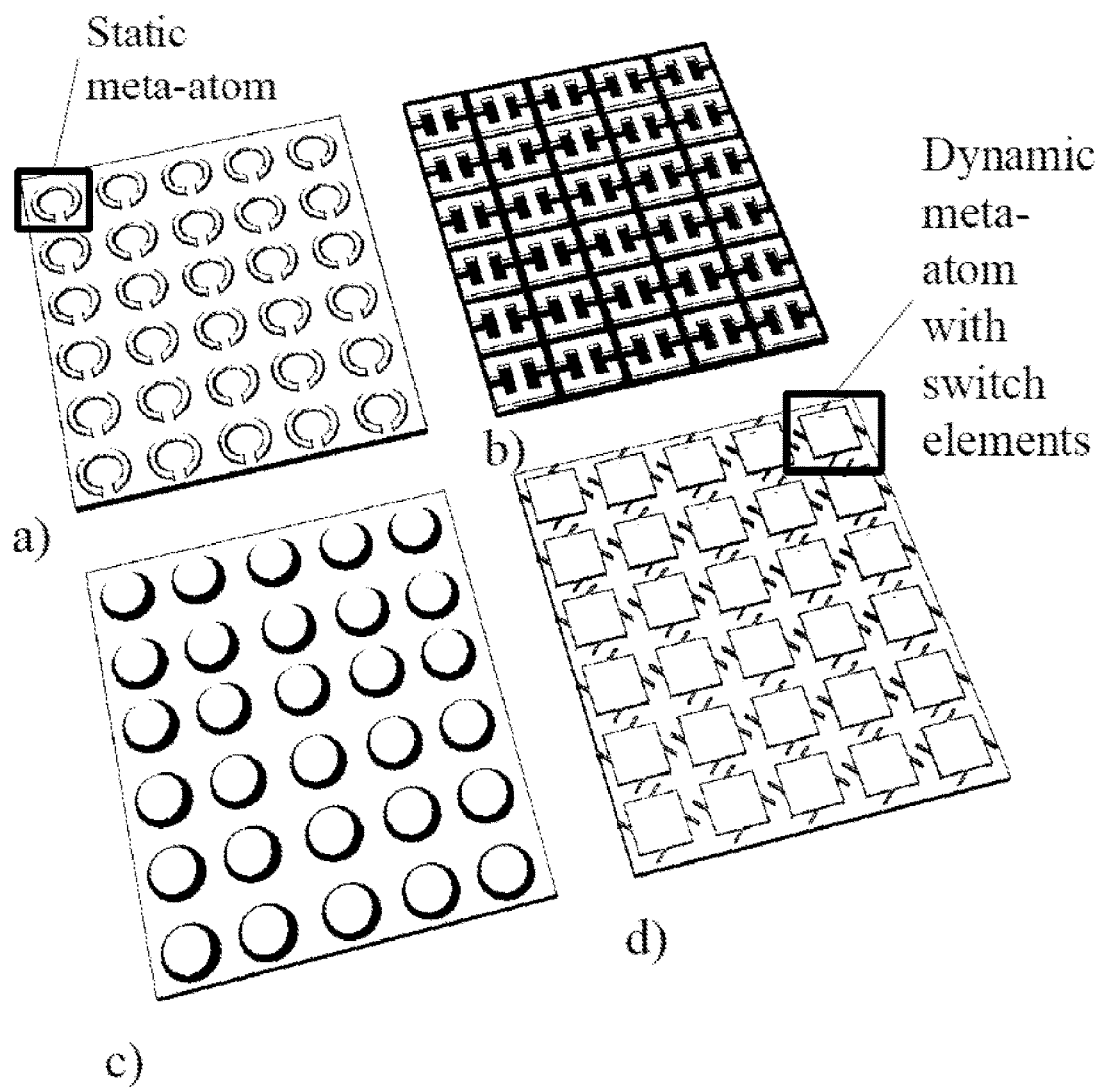 Static
meta-atom
Dynamic
meta-
atom
with
switch
elements
a)
b)
c)
d)